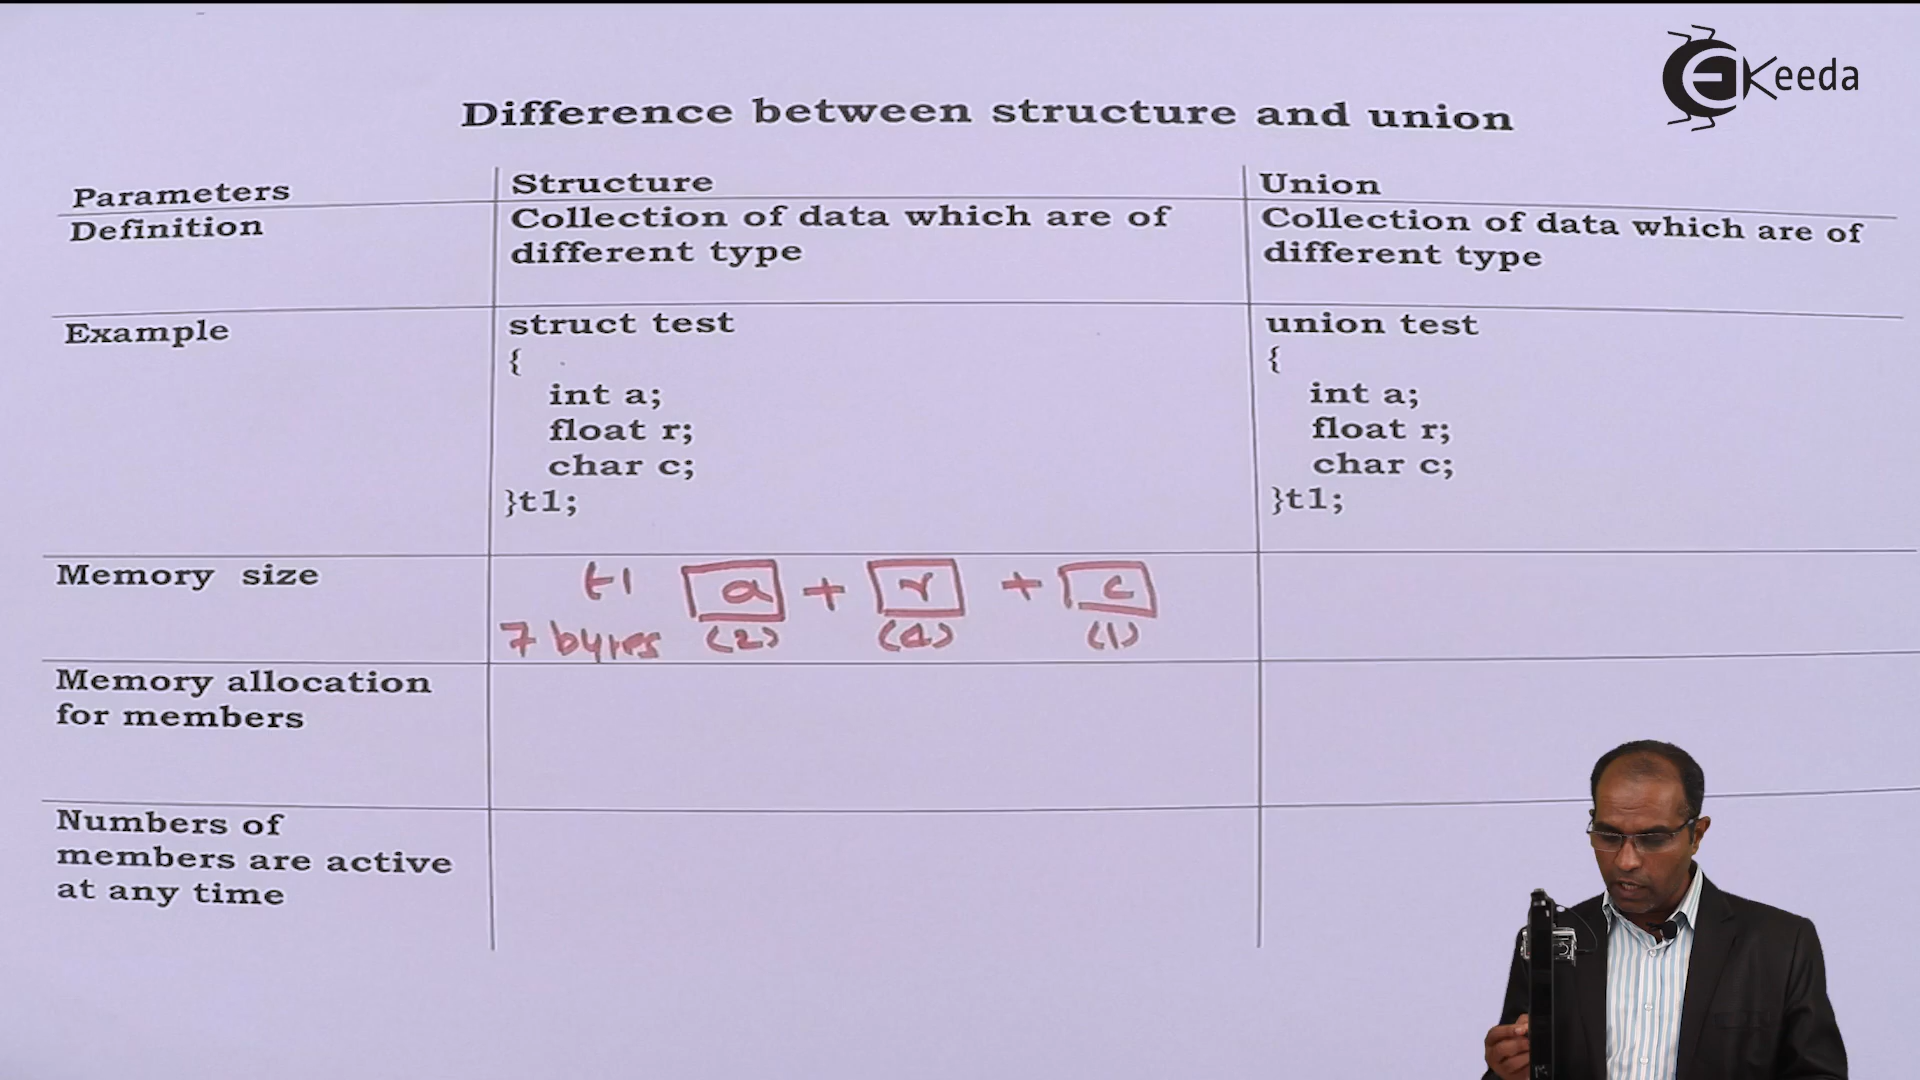 EKeeda
Difference between structure and union
Parameters Structure Union
Definition Collection of data which are of different type Collection of data which are of different type
Example struct test union test
{ {
int a; int a;
float r; float r;
char c; char c;
}t1; }t1;
Memory size t1 a + r + c
7 bytes (2) (4) (1)
Memory allocation
for members
Numbers of
members are active
at any time